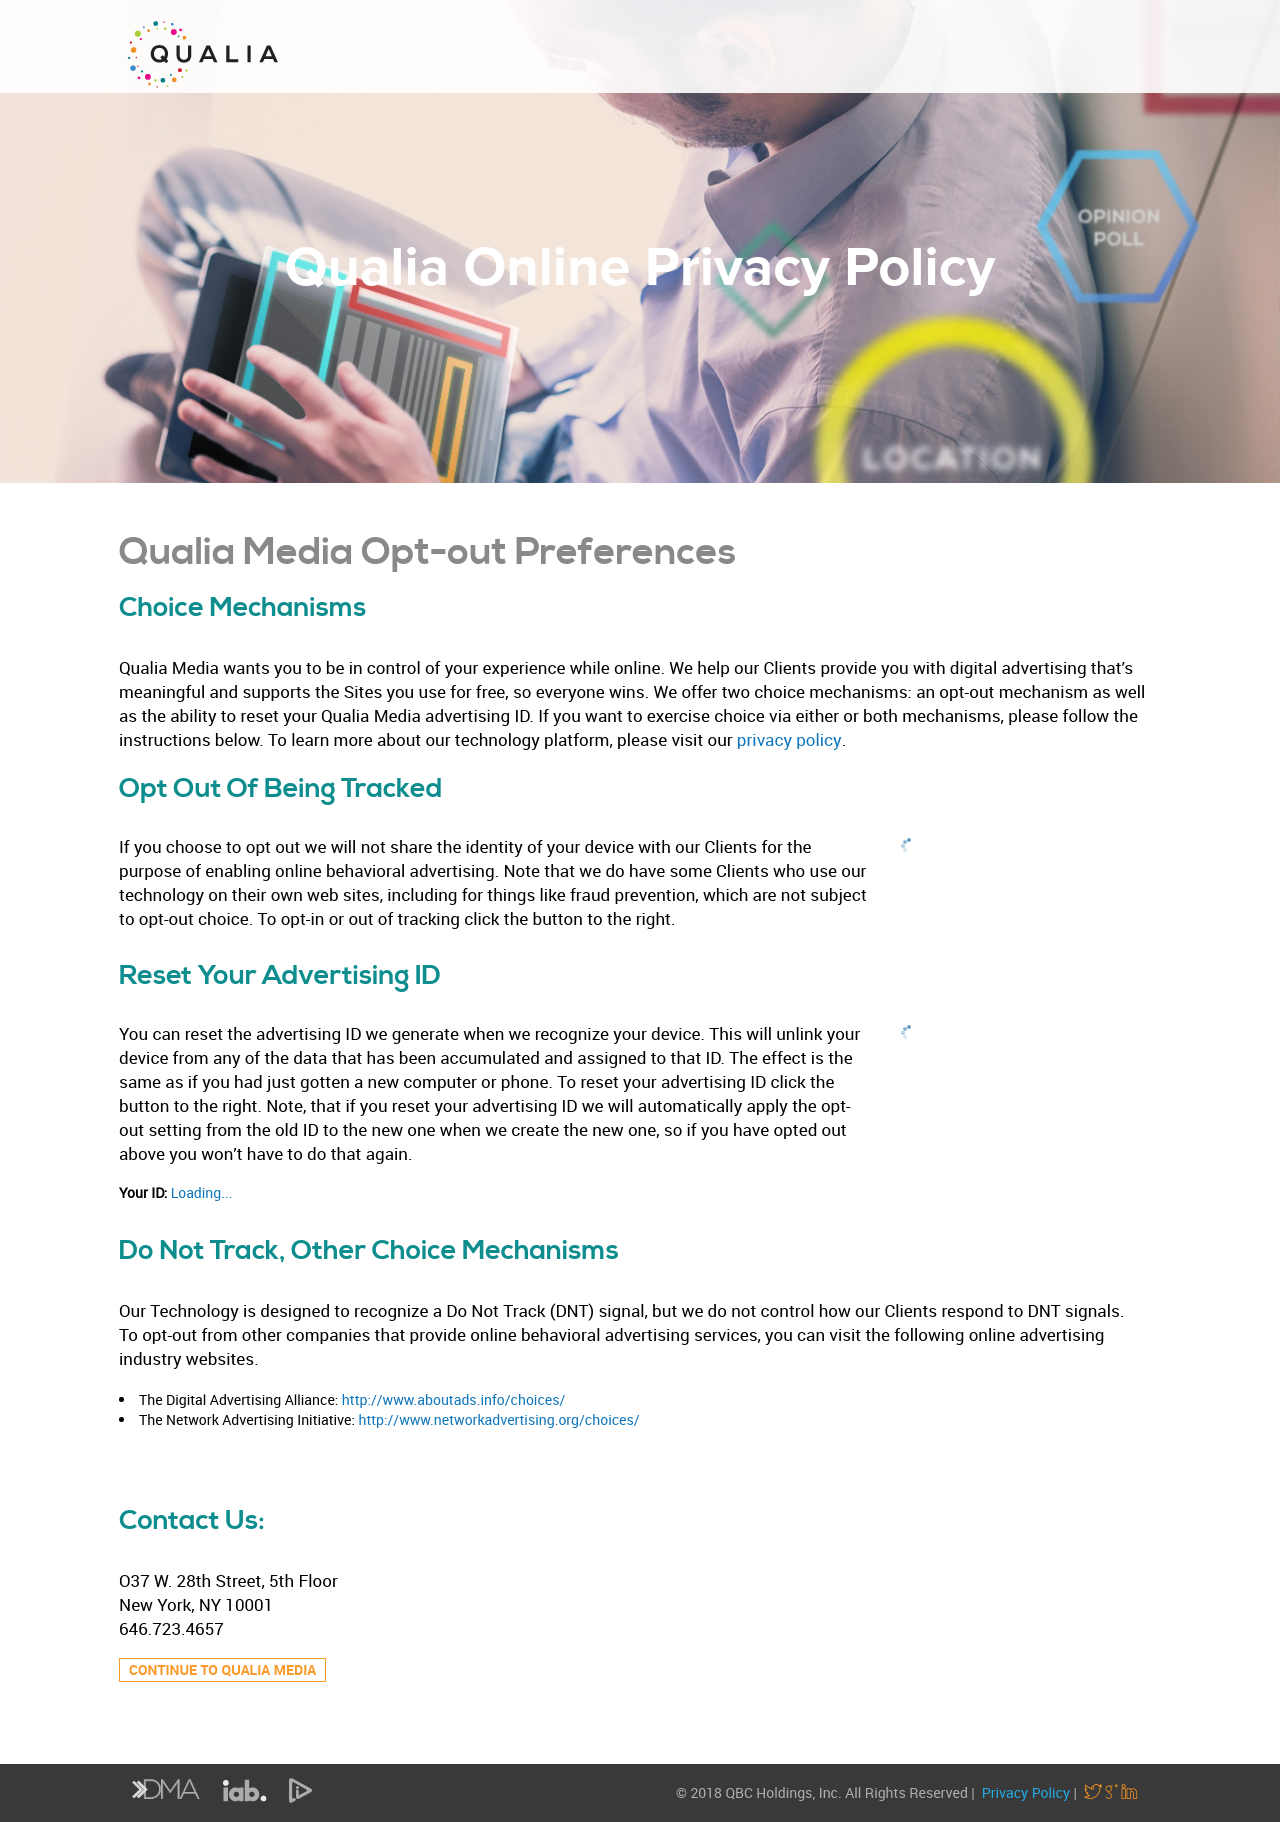 QUALIA
OPINION
POLL
Qualia Online Privacy Policy
LOCATION
Qualia Media Opt-out Preferences
Choice Mechanisms
Qualia Media wants you to be in control of your experience while online. We help our Clients provide you with digital advertising that’s
meaningful and supports the Sites you use for free, so everyone wins. We offer two choice mechanisms: an opt-out mechanism as well
as the ability to reset your Qualia Media advertising ID. If you want to exercise choice via either or both mechanisms, please follow the
instructions below. To learn more about our technology platform, please visit our privacy policy.
Opt Out Of Being Tracked
If you choose to opt out we will not share the identity of your device with our Clients for the
purpose of enabling online behavioral advertising. Note that we do have some Clients who use our
technology on their own web sites, including for things like fraud prevention, which are not subject
to opt-out choice. To opt-in or out of tracking click the button to the right.
Reset Your Advertising ID
You can reset the advertising ID we generate when we recognize your device. This will unlink your
device from any of the data that has been accumulated and assigned to that ID. The effect is the
same as if you had just gotten a new computer or phone. To reset your advertising ID click the
button to the right. Note, that if you reset your advertising ID we will automatically apply the opt-
out setting from the old ID to the new one when we create the new one, so if you have opted out
above you won’t have to do that again.
Your ID: Loading...
Do Not Track, Other Choice Mechanisms
Our Technology is designed to recognize a Do Not Track (DNT) signal, but we do not control how our Clients respond to DNT signals.
To opt-out from other companies that provide online behavioral advertising services, you can visit the following online advertising
industry websites.
• The Digital Advertising Alliance: http://www.aboutads.info/choices/
• The Network Advertising Initiative: http://www.networkadvertising.org/choices/
Contact Us:
O37 W. 28th Street, 5th Floor
New York, NY 10001
646.723.4657
CONTINUE TO QUALIA MEDIA
DMA iab. © 2018 QBC Holdings, Inc. All Rights Reserved | Privacy Policy |